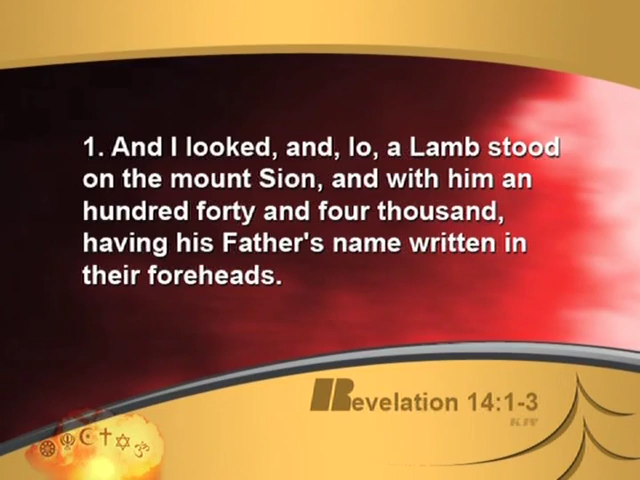 1. And I looked, and, lo, a Lamb stood
on the mount Sion, and with him an
hundred forty and four thousand,
having his Father's name written in
their foreheads.
Revelation 14:1-3
KJV